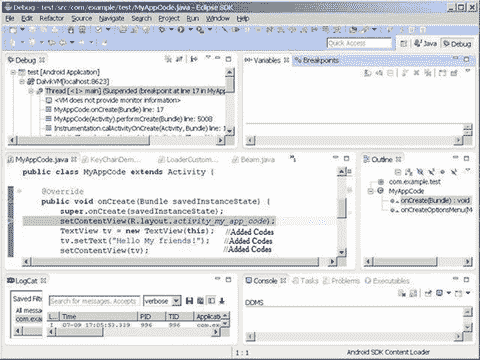 Debug - test/src/com/example/test/MyAppCode.java - Eclipse SDK
File Edit Refactor Source Navigate Search Project Run Window Help
Quick Access Java Debug
Debug
test [Android Application]
DalvikVM[localhost:8623]
Thread [<1> main] (Suspended (breakpoint at line 17 in MyApp
<VM does not provide monitor information>
MyAppCode.onCreate(Bundle) line: 17
MyAppCode(Activity).performCreate(Bundle) line: 5008
Instrumentation.callActivityOnCreate(Activity, Bundle) line:
Variables Breakpoints
MyAppCode.java KeyChainDem LoaderCustom. Beam.java
public class MyAppCode extends Activity {
@Override
public void onCreate(Bundle savedInstanceState) {
super.onCreate(savedInstanceState);
setContentView(R.layout.activity_my_app_code);
TextView tv = new TextView(this); //Added Codes
tv.setText("Hello My friends!"); //Added Codes
setContentView(tv); //Added Codes
Outline
com.example.test
MyAppCode
onCreate(Bundle) : void
onCreateOptionsMenu(M
LogCat
Saved Filt
All messa
com.exa
Search for messages. Accepts verbose
L... Time PID TID Applicati
I 07-09 17:05:53.319 996 996 com.ex
Console Tasks Problems Executables
DDMS
1 : 1 Android SDK Content Loader